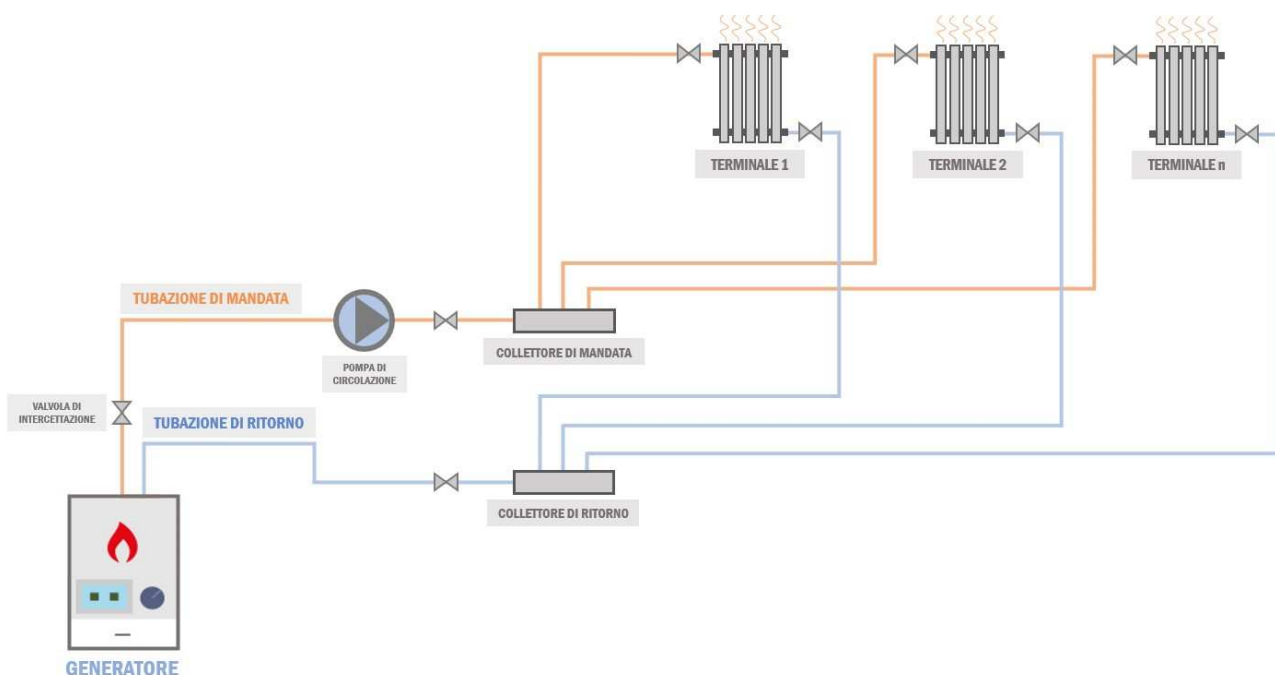 TERMINALE 1
TERMINALE 2
TERMINALE n
TUBAZIONE DI MANDATA
COLLETTORE DI MANDATA
POMPA DI
CIRCOLAZIONE
VALVOLA DI
INTERCETTAZIONE
TUBAZIONE DI RITORNO
COLLETTORE DI RITORNO
GENERATORE